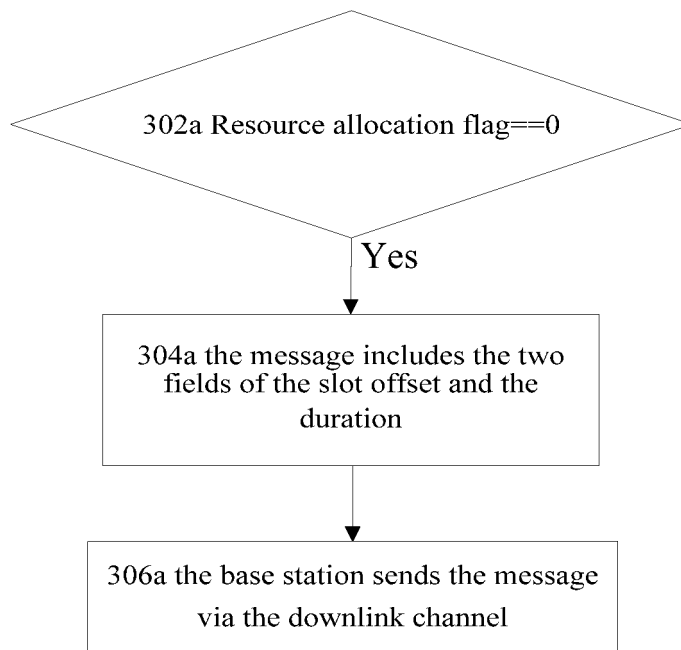 302a Resource allocation flag==0
Yes
304a the message includes the two
fields of the slot offset and the
duration
306a the base station sends the message
via the downlink channel